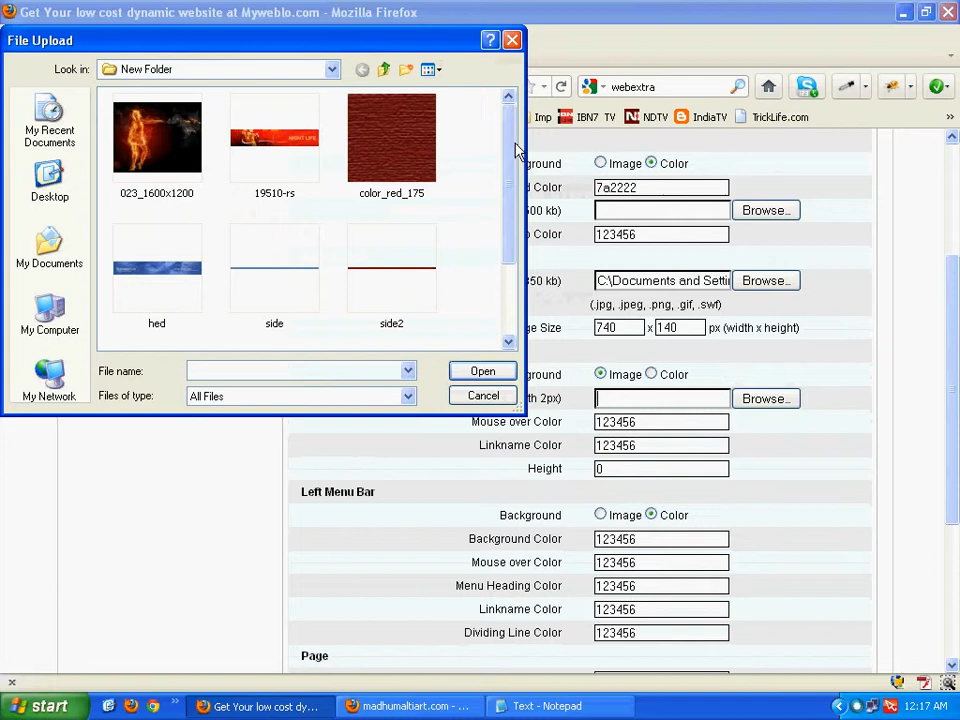 Get Your low cost dynamic website at Myweblo.com - Mozilla Firefox
File Upload
Look in: New Folder
My Recent
Documents
Desktop
My Documents
My Computer
My Network
023_1600x1200
19510-rs
NIGHT LIFE
color_red_175
hed
side
side2
File name:
Open
Files of type: All Files
Cancel
webextra
Imp IBN7 TV NDTV IndiaTV TrickLife.com »
ground Image Color
d Color 7a2222
500 kb) Browse...
o Color 123456
350 kb) C:\Documents and Setti Browse...
(.jpg, .jpeg, .png, .gif, .swf)
ge Size 740 x 140 px (width x height)
ground Image Color
th 2px) Browse...
Mouse over Color 123456
Linkname Color 123456
Height 0
Left Menu Bar
Background Image Color
Background Color 123456
Mouse over Color 123456
Menu Heading Color 123456
Linkname Color 123456
Dividing Line Color 123456
Page
start » Get Your low cost dy... madhumaltiart.com - ... Text - Notepad 12:17 AM